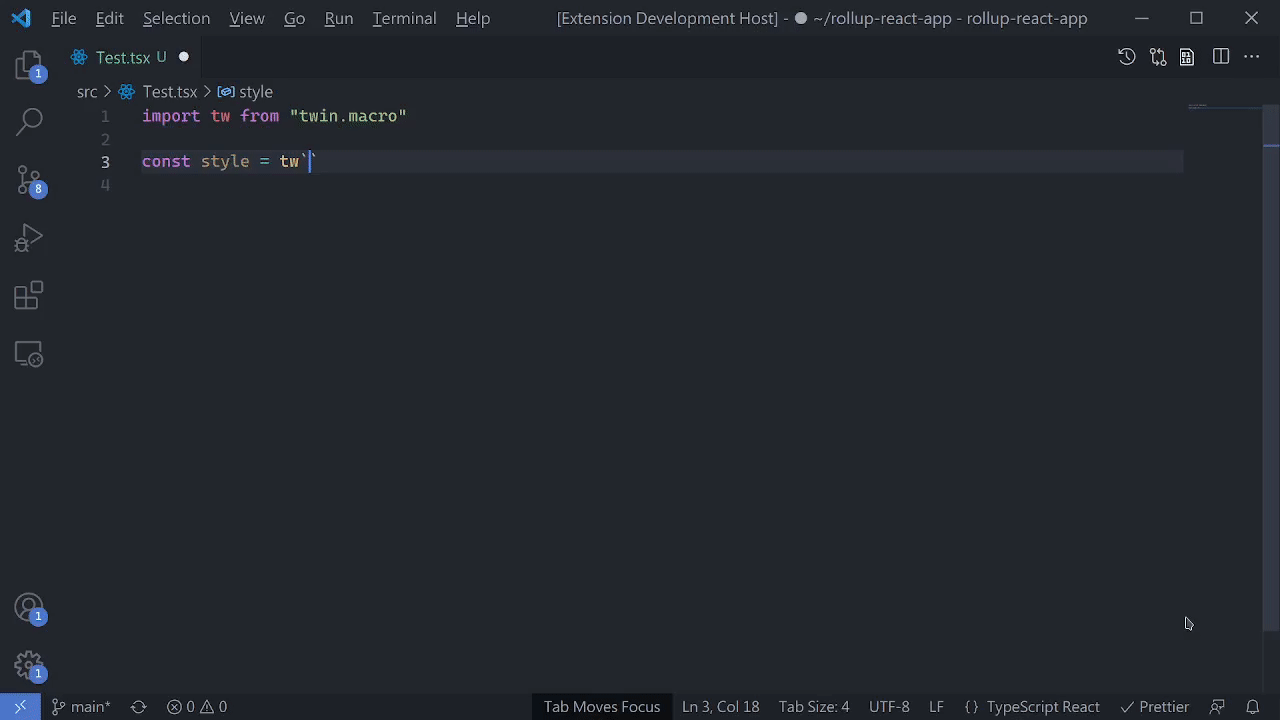 File Edit Selection View Go Run Terminal Help [Extension Development Host] - ● ~/rollup-react-app - rollup-react-app
Test.tsx U
src > Test.tsx > style
1 import tw from "twin.macro"
2
3 const style = tw``
4
1
8
1
1
main* 0 0 Tab Moves Focus Ln 3, Col 18 Tab Size: 4 UTF-8 LF {} TypeScript React Prettier